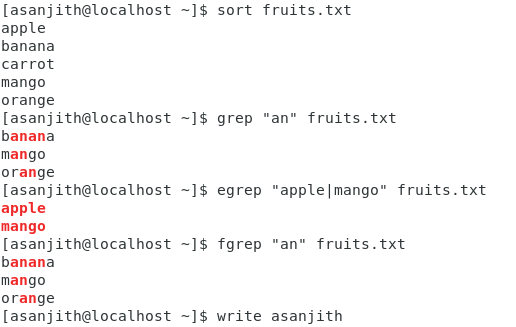 [asanjith@localhost ~]$ sort fruits.txt
apple
banana
carrot
mango
orange
[asanjith@localhost ~]$ grep "an" fruits.txt
banana
mango
orange
[asanjith@localhost ~]$ egrep "apple|mango" fruits.txt
apple
mango
[asanjith@localhost ~]$ fgrep "an" fruits.txt
banana
mango
orange
[asanjith@localhost ~]$ write asanjith